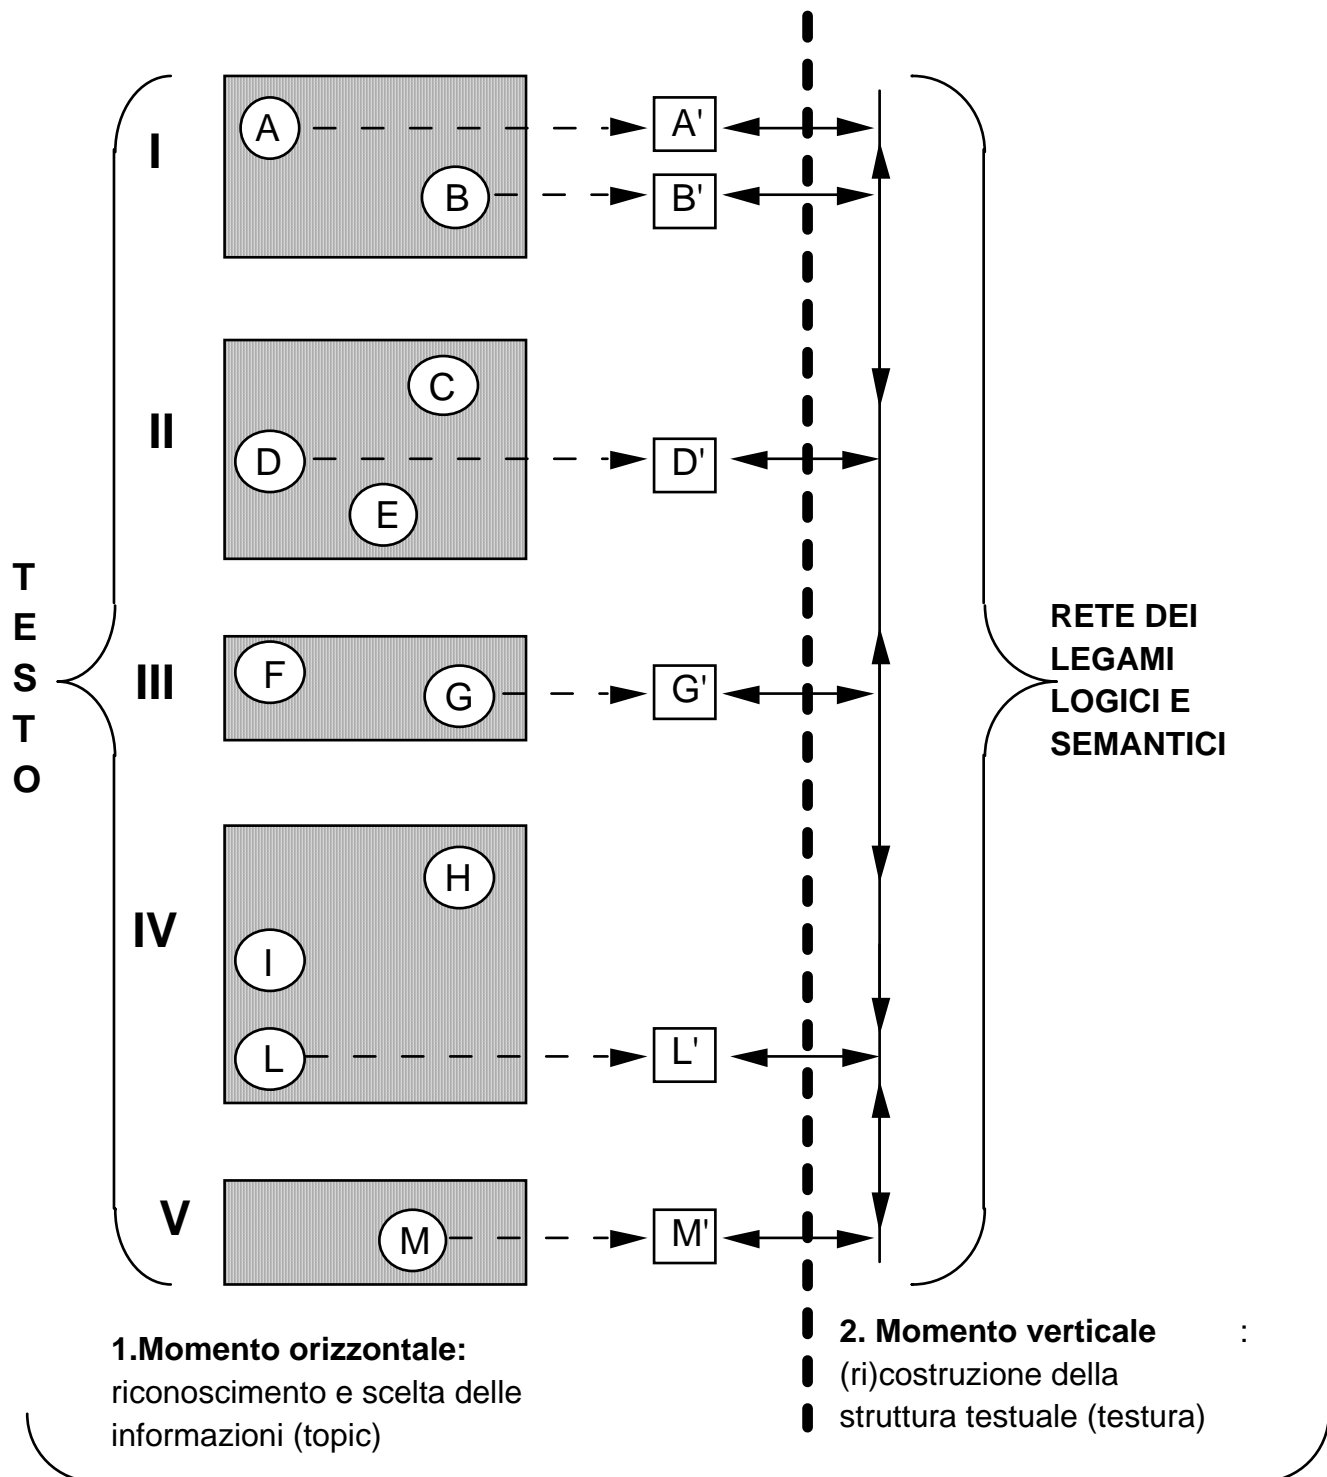 TESTO
I
A
A'
B
B'
II
C
D
D'
E
III
F
G
G'
IV
H
I
L
L'
V
M
M'
RETE DEI
LEGAMI
LOGICI E
SEMANTICI
1.Momento orizzontale:
riconoscimento e scelta delle
informazioni (topic)
2. Momento verticale :
(ri)costruzione della
struttura testuale (testura)